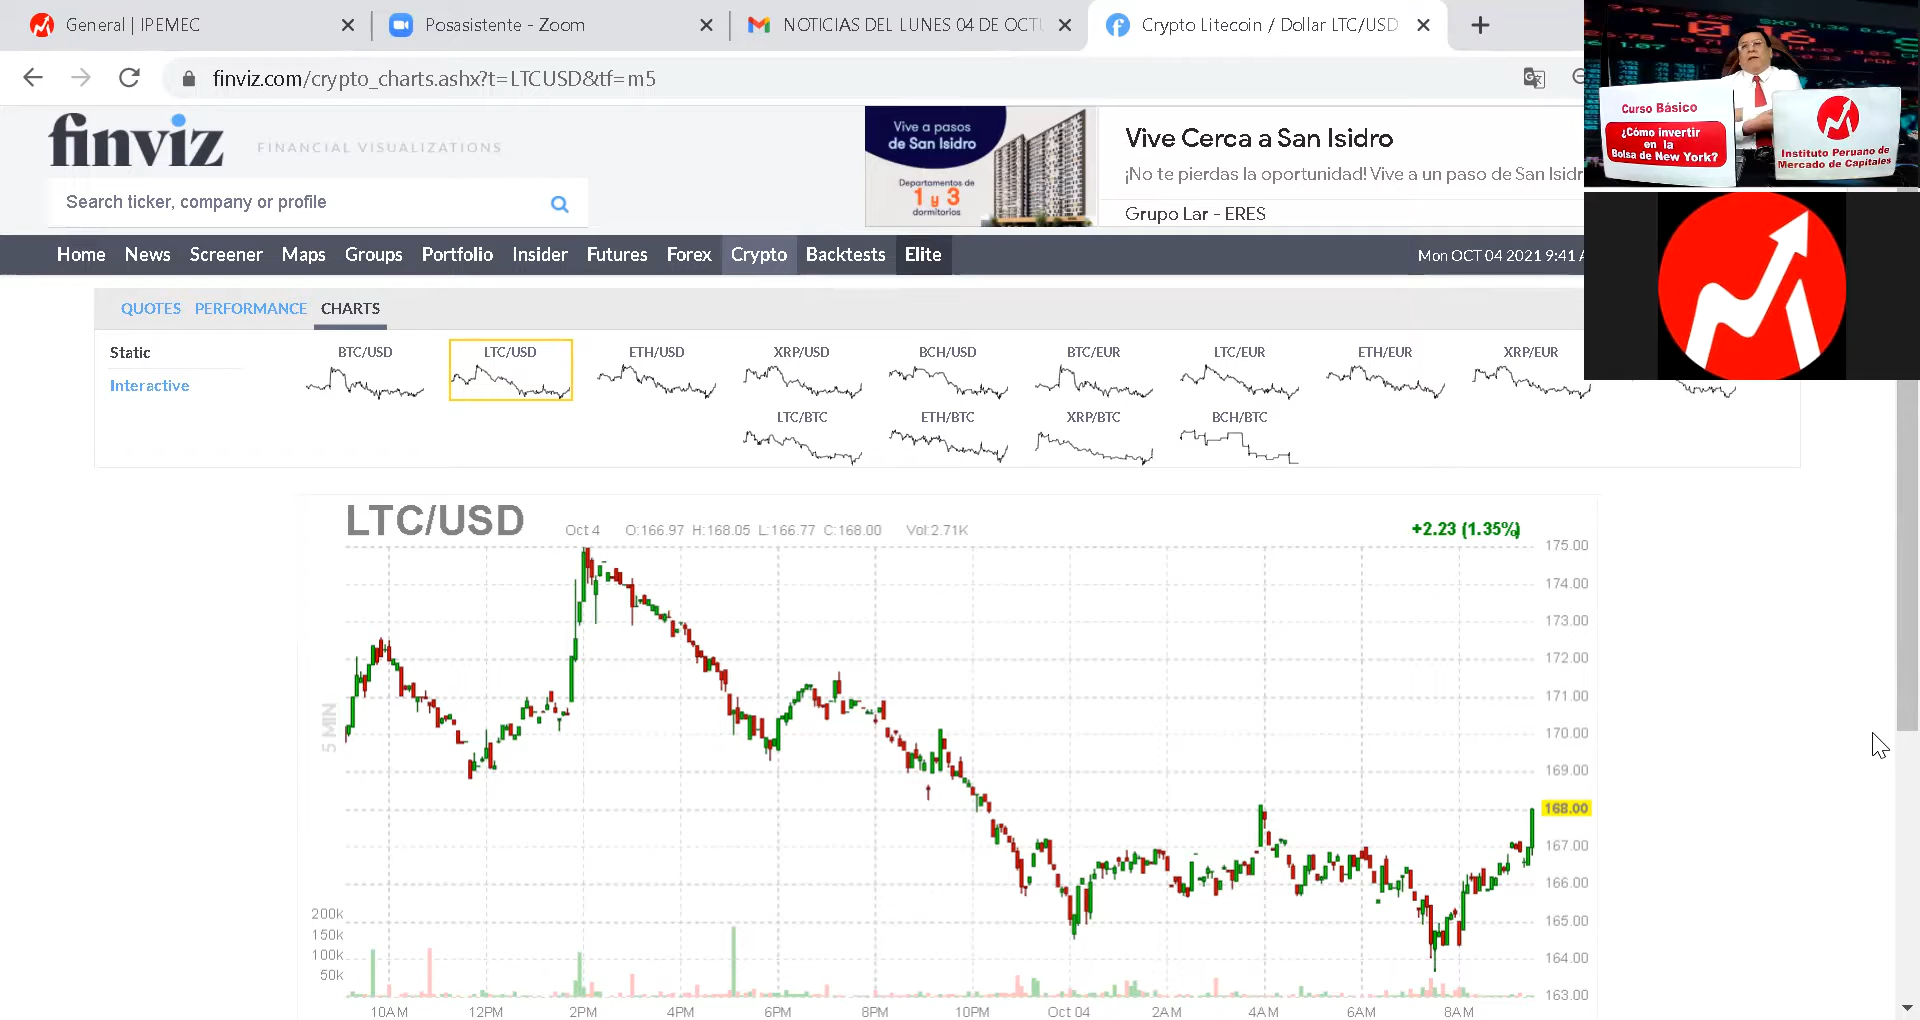 General | IPEMEC
Posasistente - Zoom
NOTICIAS DEL LUNES 04 DE OCTU
Crypto Litecoin / Dollar LTC/USD
finviz.com/crypto_charts.ashx?t=LTCUSD&tf=m5
finviz
FINANCIAL VISUALIZATIONS
Search ticker, company or profile
Vive a pasos
de San Isidro
Departamentos de
1 y 3
dormitorios
Vive Cerca a San Isidro
¡No te pierdas la oportunidad! Vive a un paso de San Isidr
Grupo Lar - ERES
Curso Básico
¿Cómo invertir
en la
Bolsa de New York?
Instituto Peruano de
Mercado de Capitales
Home News Screener Maps Groups Portfolio Insider Futures Forex Crypto Backtests Elite
Mon OCT 04 2021 9:41 A
QUOTES PERFORMANCE CHARTS
Static
Interactive
BTC/USD LTC/USD ETH/USD XRP/USD BCH/USD BTC/EUR LTC/EUR ETH/EUR XRP/EUR
LTC/BTC ETH/BTC XRP/BTC BCH/BTC
LTC/USD
Oct 4 O:166.97 H:168.05 L:166.77 C:168.00 Vol:2.71K
+2.23 (1.35%)
5 MIN
175.00
174.00
173.00
172.00
171.00
170.00
169.00
168.00
167.00
166.00
165.00
164.00
163.00
200k
150k
100k
50k
10AM 12PM 2PM 4PM 6PM 8PM 10PM Oct 04 2AM 4AM 6AM 8AM